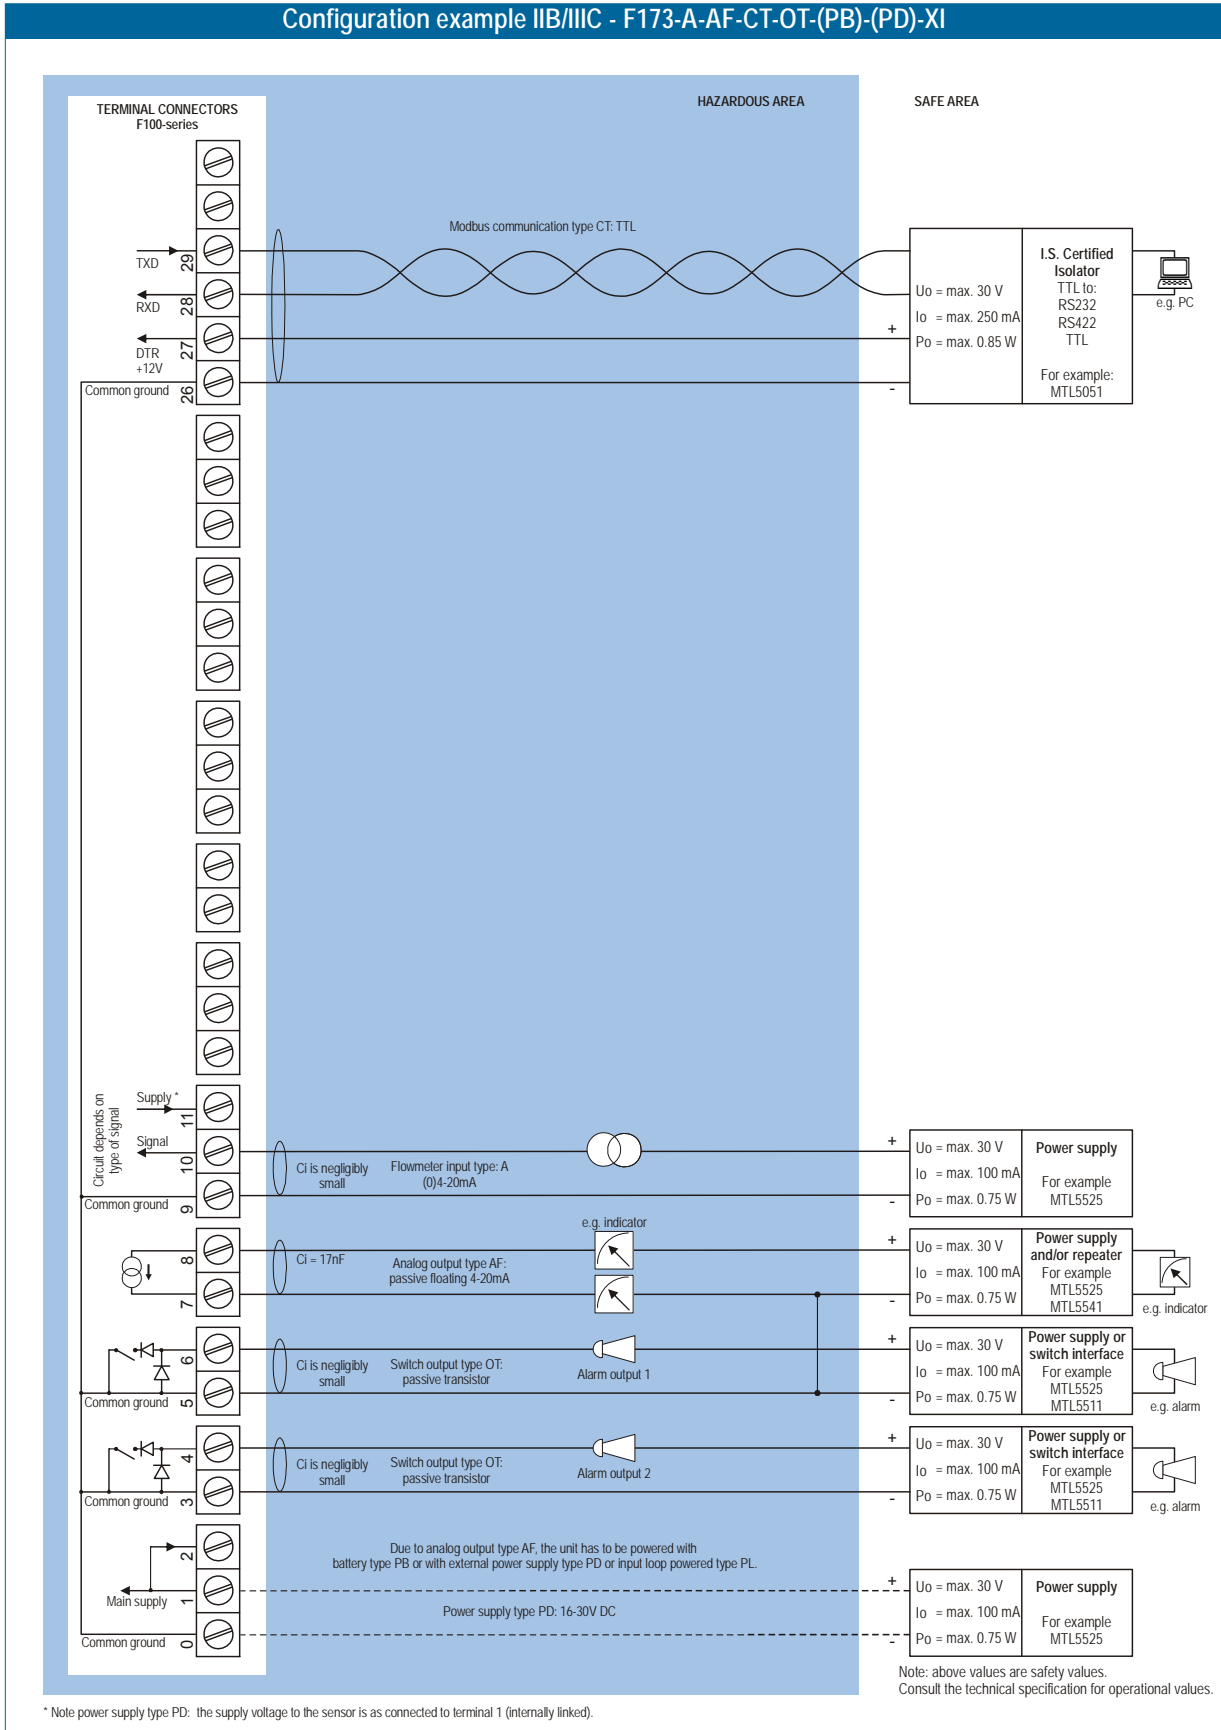 Configuration example IIB/IIIC - F173-A-AF-CT-OT-(PB)-(PD)-XI
TERMINAL CONNECTORS
F100-series
HAZARDOUS AREA
SAFE AREA
Modbus communication type CT: TTL
TXD
29
RXD
28
DTR
+12V
27
Common ground
26
+
-
Uo = max. 30 V
Io = max. 250 mA
Po = max. 0.85 W
I.S. Certified
Isolator
TTL to:
RS232
RS422
TTL
For example:
MTL5051
e.g. PC
Circuit depends on
type of signal
Supply *
11
Signal
10
Common ground
9
Ci is negligibly
small
Flowmeter input type: A
(0)4-20mA
+
-
Uo = max. 30 V
Io = max. 100 mA
Po = max. 0.75 W
Power supply
For example
MTL5525
8
7
Ci = 17nF
Analog output type AF:
passive floating 4-20mA
e.g. indicator
+
-
Uo = max. 30 V
Io = max. 100 mA
Po = max. 0.75 W
Power supply
and/or repeater
For example
MTL5525
MTL5541
e.g. indicator
6
Common ground
5
Ci is negligibly
small
Switch output type OT:
passive transistor
Alarm output 1
+
-
Uo = max. 30 V
Io = max. 100 mA
Po = max. 0.75 W
Power supply or
switch interface
For example
MTL5525
MTL5511
e.g. alarm
4
Common ground
3
Ci is negligibly
small
Switch output type OT:
passive transistor
Alarm output 2
+
-
Uo = max. 30 V
Io = max. 100 mA
Po = max. 0.75 W
Power supply or
switch interface
For example
MTL5525
MTL5511
e.g. alarm
2
Main supply
1
Common ground
0
Due to analog output type AF, the unit has to be powered with
battery type PB or with external power supply type PD or input loop powered type PL.
Power supply type PD: 16-30V DC
+
-
Uo = max. 30 V
Io = max. 100 mA
Po = max. 0.75 W
Power supply
For example
MTL5525
Note: above values are safety values.
Consult the technical specification for operational values.
* Note power supply type PD: the supply voltage to the sensor is as connected to terminal 1 (internally linked).